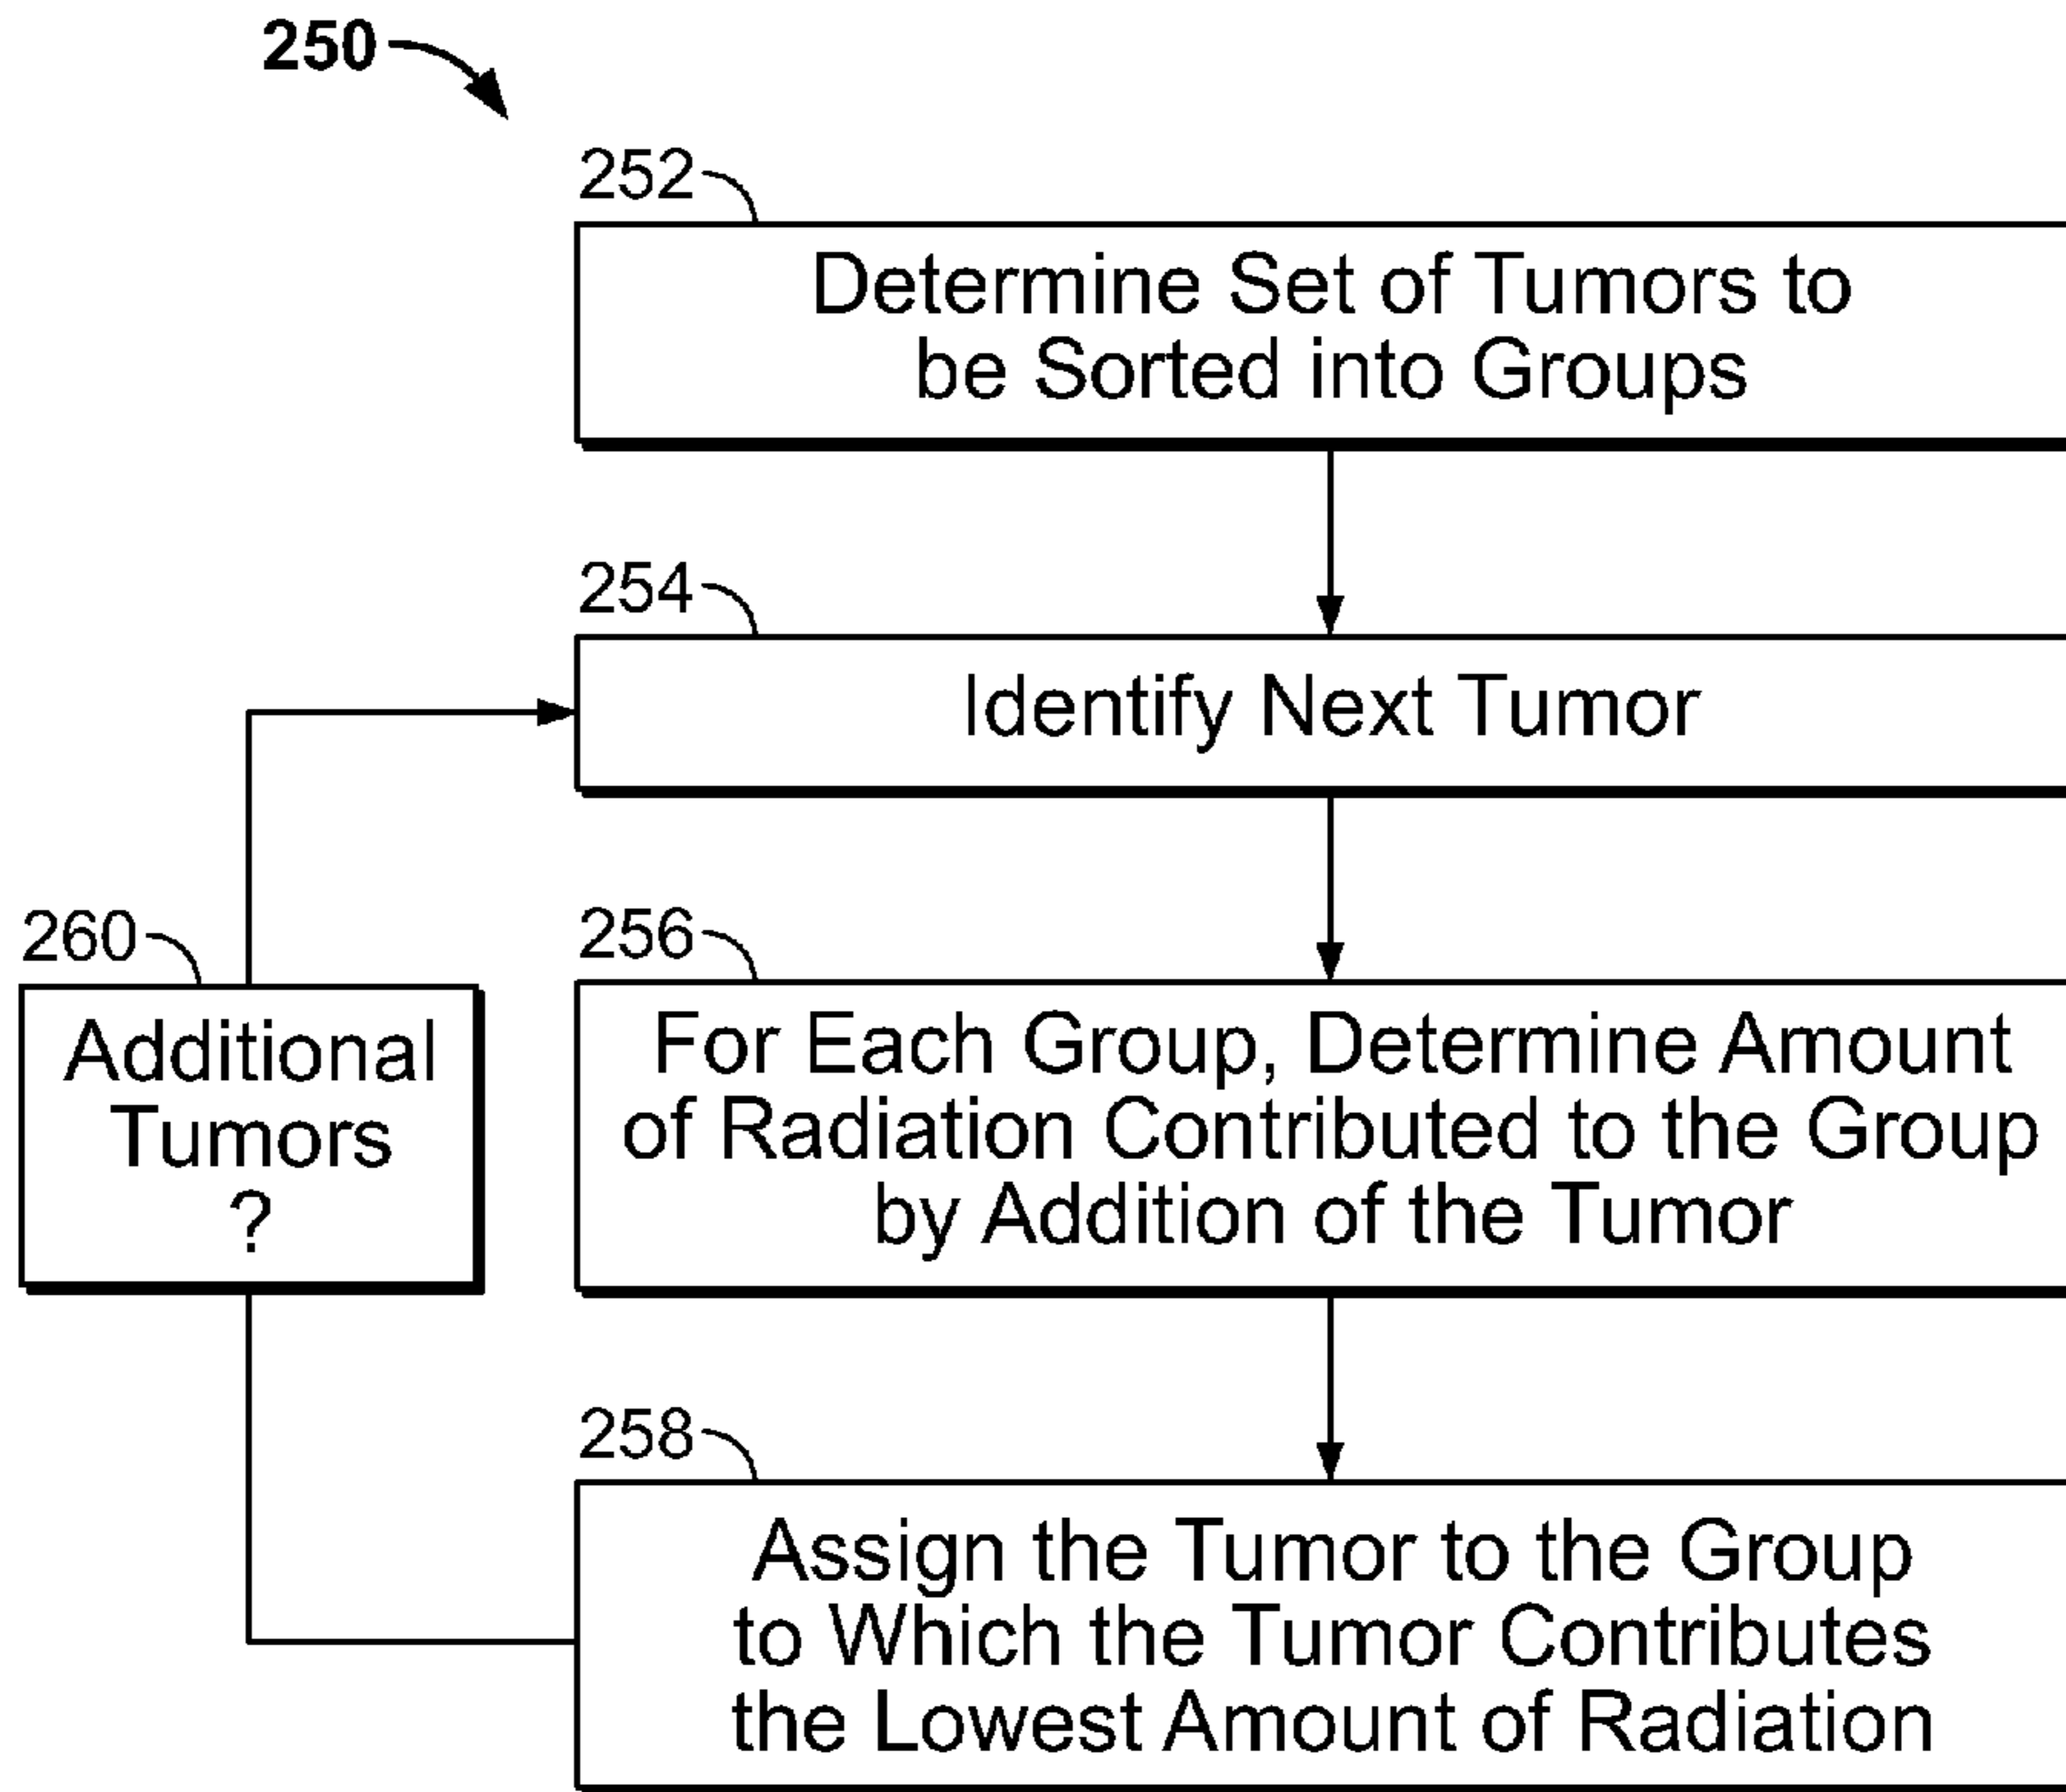 250
252
Determine Set of Tumors to
be Sorted into Groups
254
Identify Next Tumor
260
Additional
Tumors
?
256
For Each Group, Determine Amount
of Radiation Contributed to the Group
by Addition of the Tumor
258
Assign the Tumor to the Group
to Which the Tumor Contributes
the Lowest Amount of Radiation